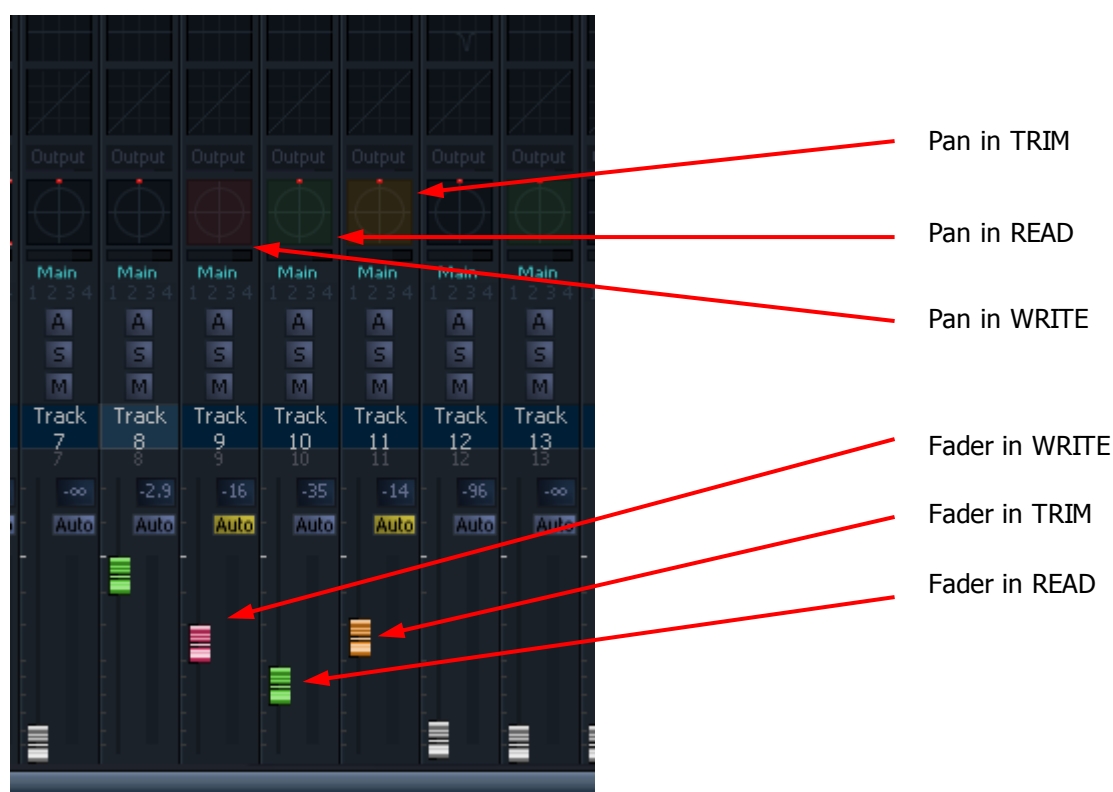 Output Output Output Output Output Output Output
Main Main Main Main Main Main Main
1 2 3 4 1 2 3 4 1 2 3 4 1 2 3 4 1 2 3 4 1 2 3 4 1 2 3 4
A A A A A A A
S S S S S S S
M M M M M M M
Track Track Track Track Track Track Track
7 8 9 10 11 12 13
7 8 9 10 11 12 13
-∞ -2.9 -16 -35 -14 -96 -∞
Auto Auto Auto Auto Auto Auto Auto
Pan in TRIM
Pan in READ
Pan in WRITE
Fader in WRITE
Fader in TRIM
Fader in READ